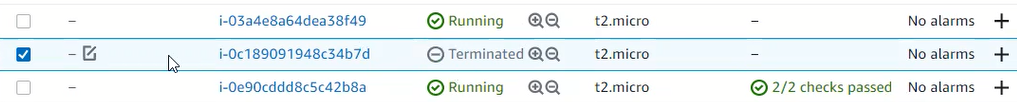 – i-03a4e8a64dea38f49 Running t2.micro – No alarms +
– i-0c189091948c34b7d Terminated t2.micro – No alarms +
– i-0e90cddd8c5c42b8a Running t2.micro 2/2 checks passed No alarms +